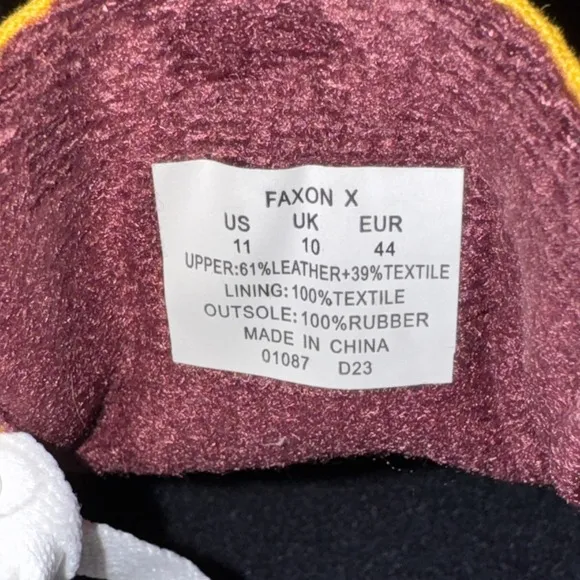 FAXON X
US UK EUR
11 10 44
UPPER:61%LEATHER+39%TEXTILE
LINING:100%TEXTILE
OUTSOLE:100%RUBBER
MADE IN CHINA
01087 D23